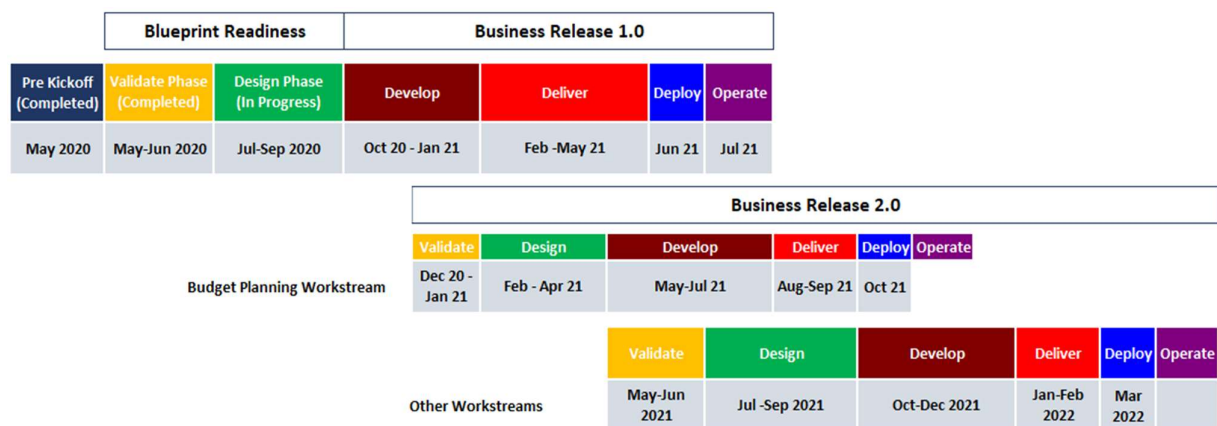 Blueprint Readiness
Business Release 1.0
Pre Kickoff
(Completed)
Validate Phase
(Completed)
Design Phase
(In Progress)
Develop
Deliver
Deploy
Operate
May 2020
May-Jun 2020
Jul-Sep 2020
Oct 20 - Jan 21
Feb -May 21
Jun 21
Jul 21
Business Release 2.0
Validate
Design
Develop
Deliver
Deploy
Operate
Budget Planning Workstream
Dec 20 -
Jan 21
Feb - Apr 21
May-Jul 21
Aug-Sep 21
Oct 21
Validate
Design
Develop
Deliver
Deploy
Operate
Other Workstreams
May-Jun
2021
Jul -Sep 2021
Oct-Dec 2021
Jan-Feb
2022
Mar
2022